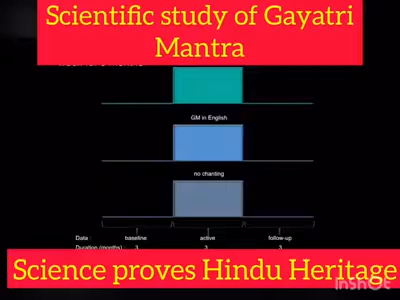 Scientific study of Gayatri
Mantra
GM in English
no chanting
Data : baseline active follow-up
Duration (months) 3 3 3
Science proves Hindu Heritage
InShot